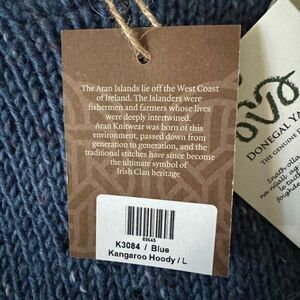 The Aran Islands lie off the West Coast
of Ireland. The Islanders were
fishermen and farmers whose lives
were deeply intertwined.
Aran Knitwear was born of this
environment, passed down from
generation to generation, and the
traditional stitches have since become
the ultimate symbol of
Irish Clan heritage
89645
K3084 / Blue
Kangaroo Hoody / L
DONEGAL YA
THE GENUINE